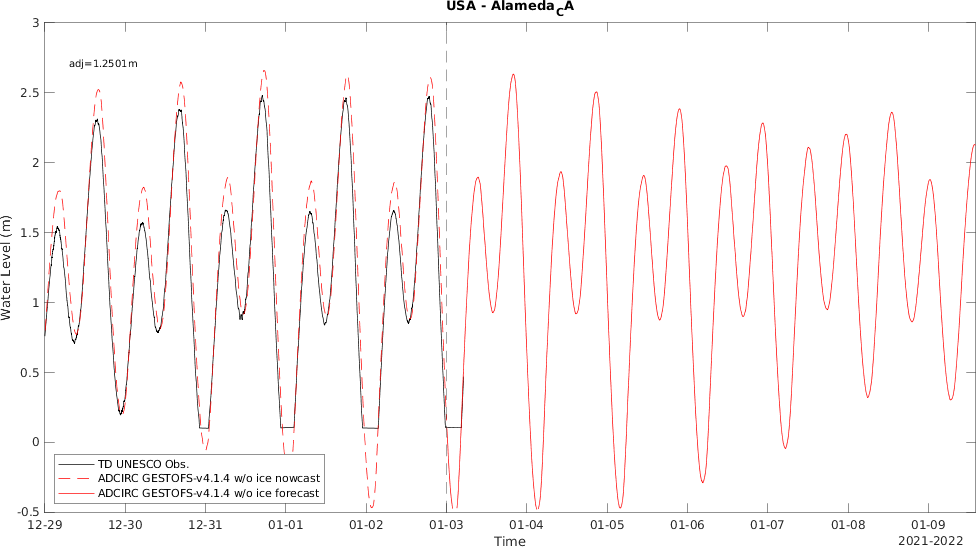 USA - Alameda_CA
adj=1.2501m
3
2.5
2
1.5
1
0.5
0
-0.5
Water Level (m)
TD UNESCO Obs.
ADCIRC GESTOFS-v4.1.4 w/o ice nowcast
ADCIRC GESTOFS-v4.1.4 w/o ice forecast
12-29 12-30 12-31 01-01 01-02 01-03 01-04 01-05 01-06 01-07 01-08 01-09
Time
2021-2022